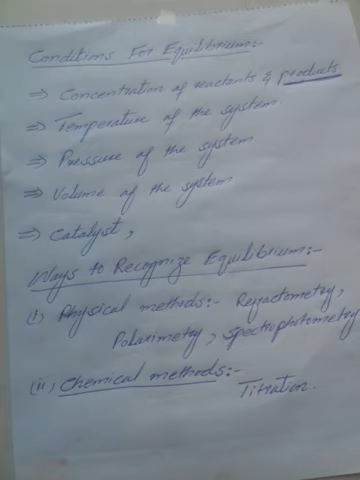 Conditions For Equilibrium:-
⇒ Concentration of reactants & products
⇒ Temperature of the system
⇒ Pressure of the system
⇒ Volume of the system
⇒ Catalyst,
Ways to Recognize Equilibrium:-
(i) Physical methods:- Refractometry,
Polarimetry, Spectrophotometry
(ii) Chemical methods:-
Titration.